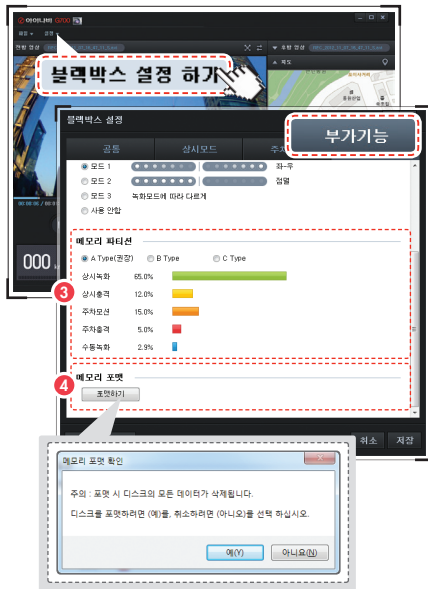 아이나비 G700
파일 설정
전방 영상
후방 영상
지도
블랙박스 설정 하기
블랙박스 설정
부가기능
공통 상시모드
모드 1 좌-우
모드 2 점멸
모드 3 녹화모드에 따라 다르게
사용 안함
메모리 파티션
A Type(권장) B Type C Type
3
상시녹화 65.0%
상시충격 12.0%
주차모션 15.0%
주차충격 5.0%
수동녹화 2.9%
4
메모리 포맷
포맷하기
취소 저장
000
메모리 포맷 확인
주의 : 포맷 시 디스크의 모든 데이터가 삭제됩니다.
디스크를 포맷하려면 (예)를, 취소하려면 (아니오)을 선택 하십시오.
예(Y) 아니요(N)